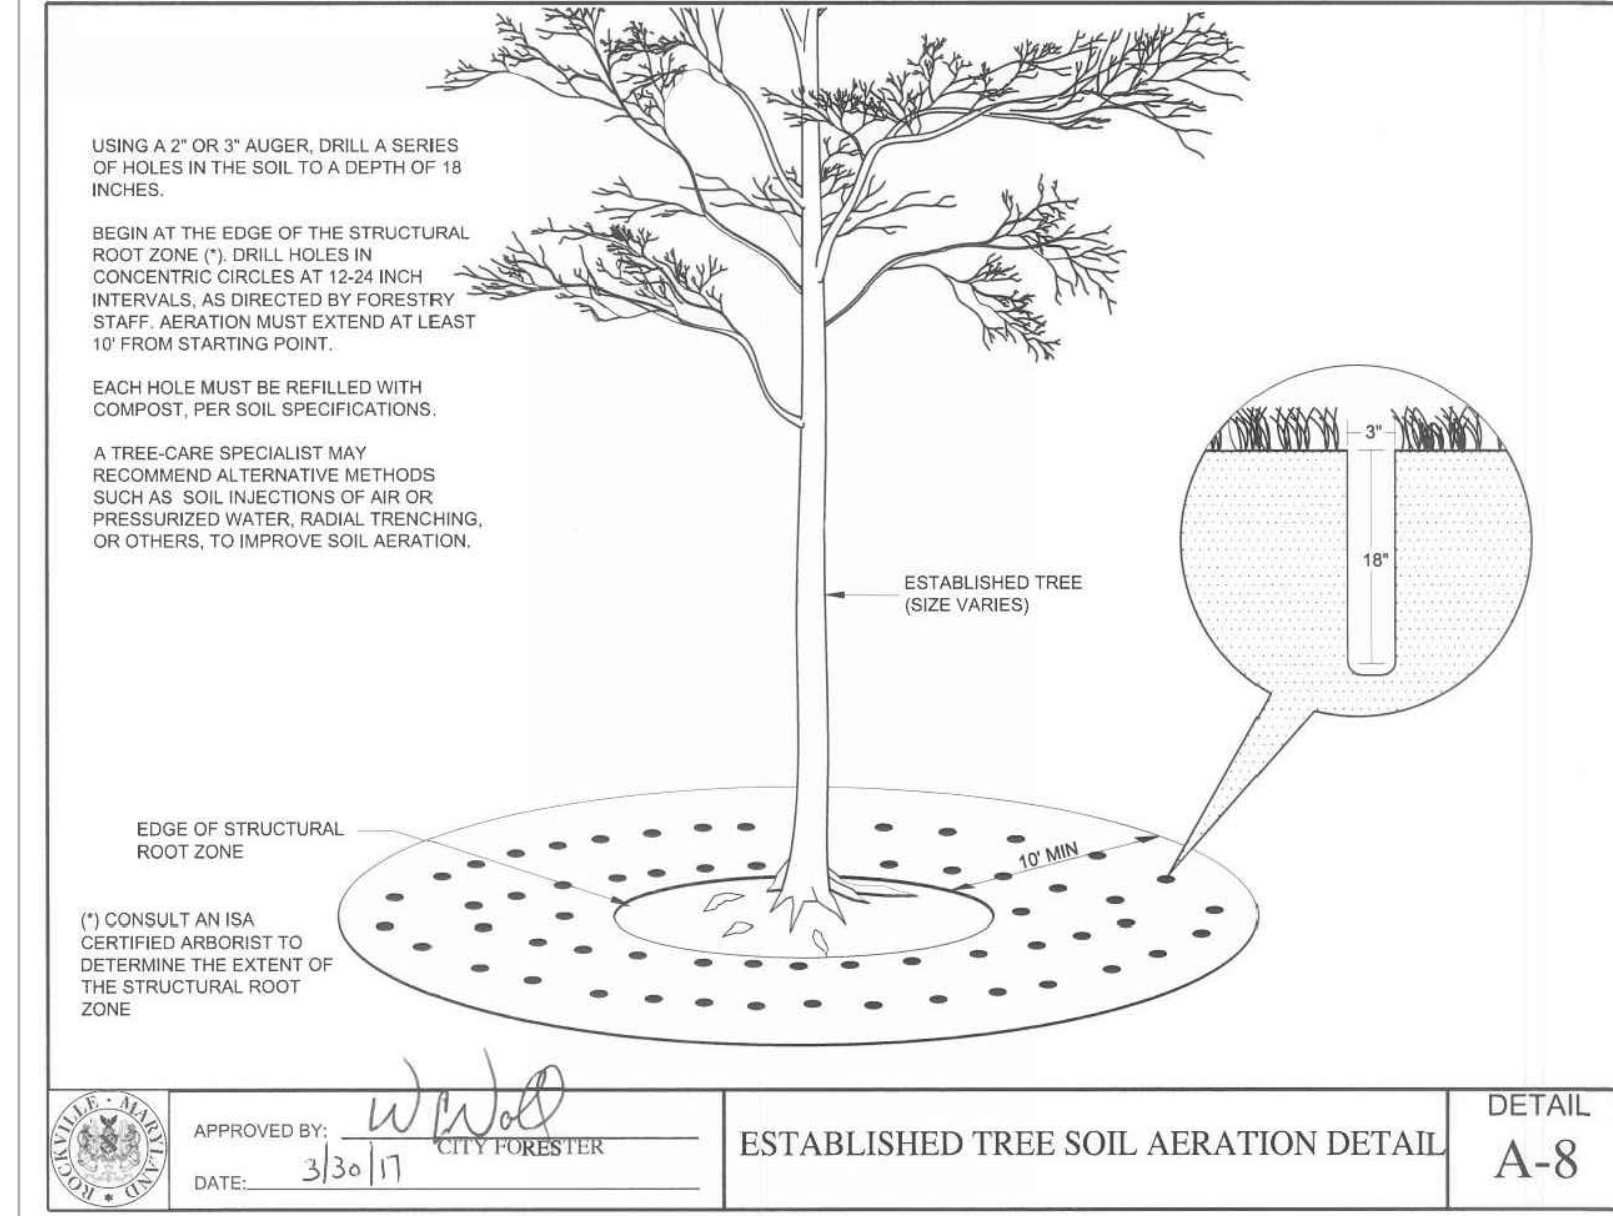 USING A 2" OR 3" AUGER, DRILL A SERIES
OF HOLES IN THE SOIL TO A DEPTH OF 18
INCHES.
BEGIN AT THE EDGE OF THE STRUCTURAL
ROOT ZONE (*). DRILL HOLES IN
CONCENTRIC CIRCLES AT 12-24 INCH
INTERVALS, AS DIRECTED BY FORESTRY
STAFF. AERATION MUST EXTEND AT LEAST
10' FROM STARTING POINT.
EACH HOLE MUST BE REFILLED WITH
COMPOST, PER SOIL SPECIFICATIONS.
A TREE-CARE SPECIALIST MAY
RECOMMEND ALTERNATIVE METHODS
SUCH AS SOIL INJECTIONS OF AIR OR
PRESSURIZED WATER, RADIAL TRENCHING,
OR OTHERS, TO IMPROVE SOIL AERATION.
3"
18"
ESTABLISHED TREE
(SIZE VARIES)
EDGE OF STRUCTURAL
ROOT ZONE
10' MIN
(*) CONSULT AN ISA
CERTIFIED ARBORIST TO
DETERMINE THE EXTENT OF
THE STRUCTURAL ROOT
ZONE
ROCKVILLE · MARYLAND
APPROVED BY:
CITY FORESTER
DATE: 3/30/17
ESTABLISHED TREE SOIL AERATION DETAIL
DETAIL
A-8